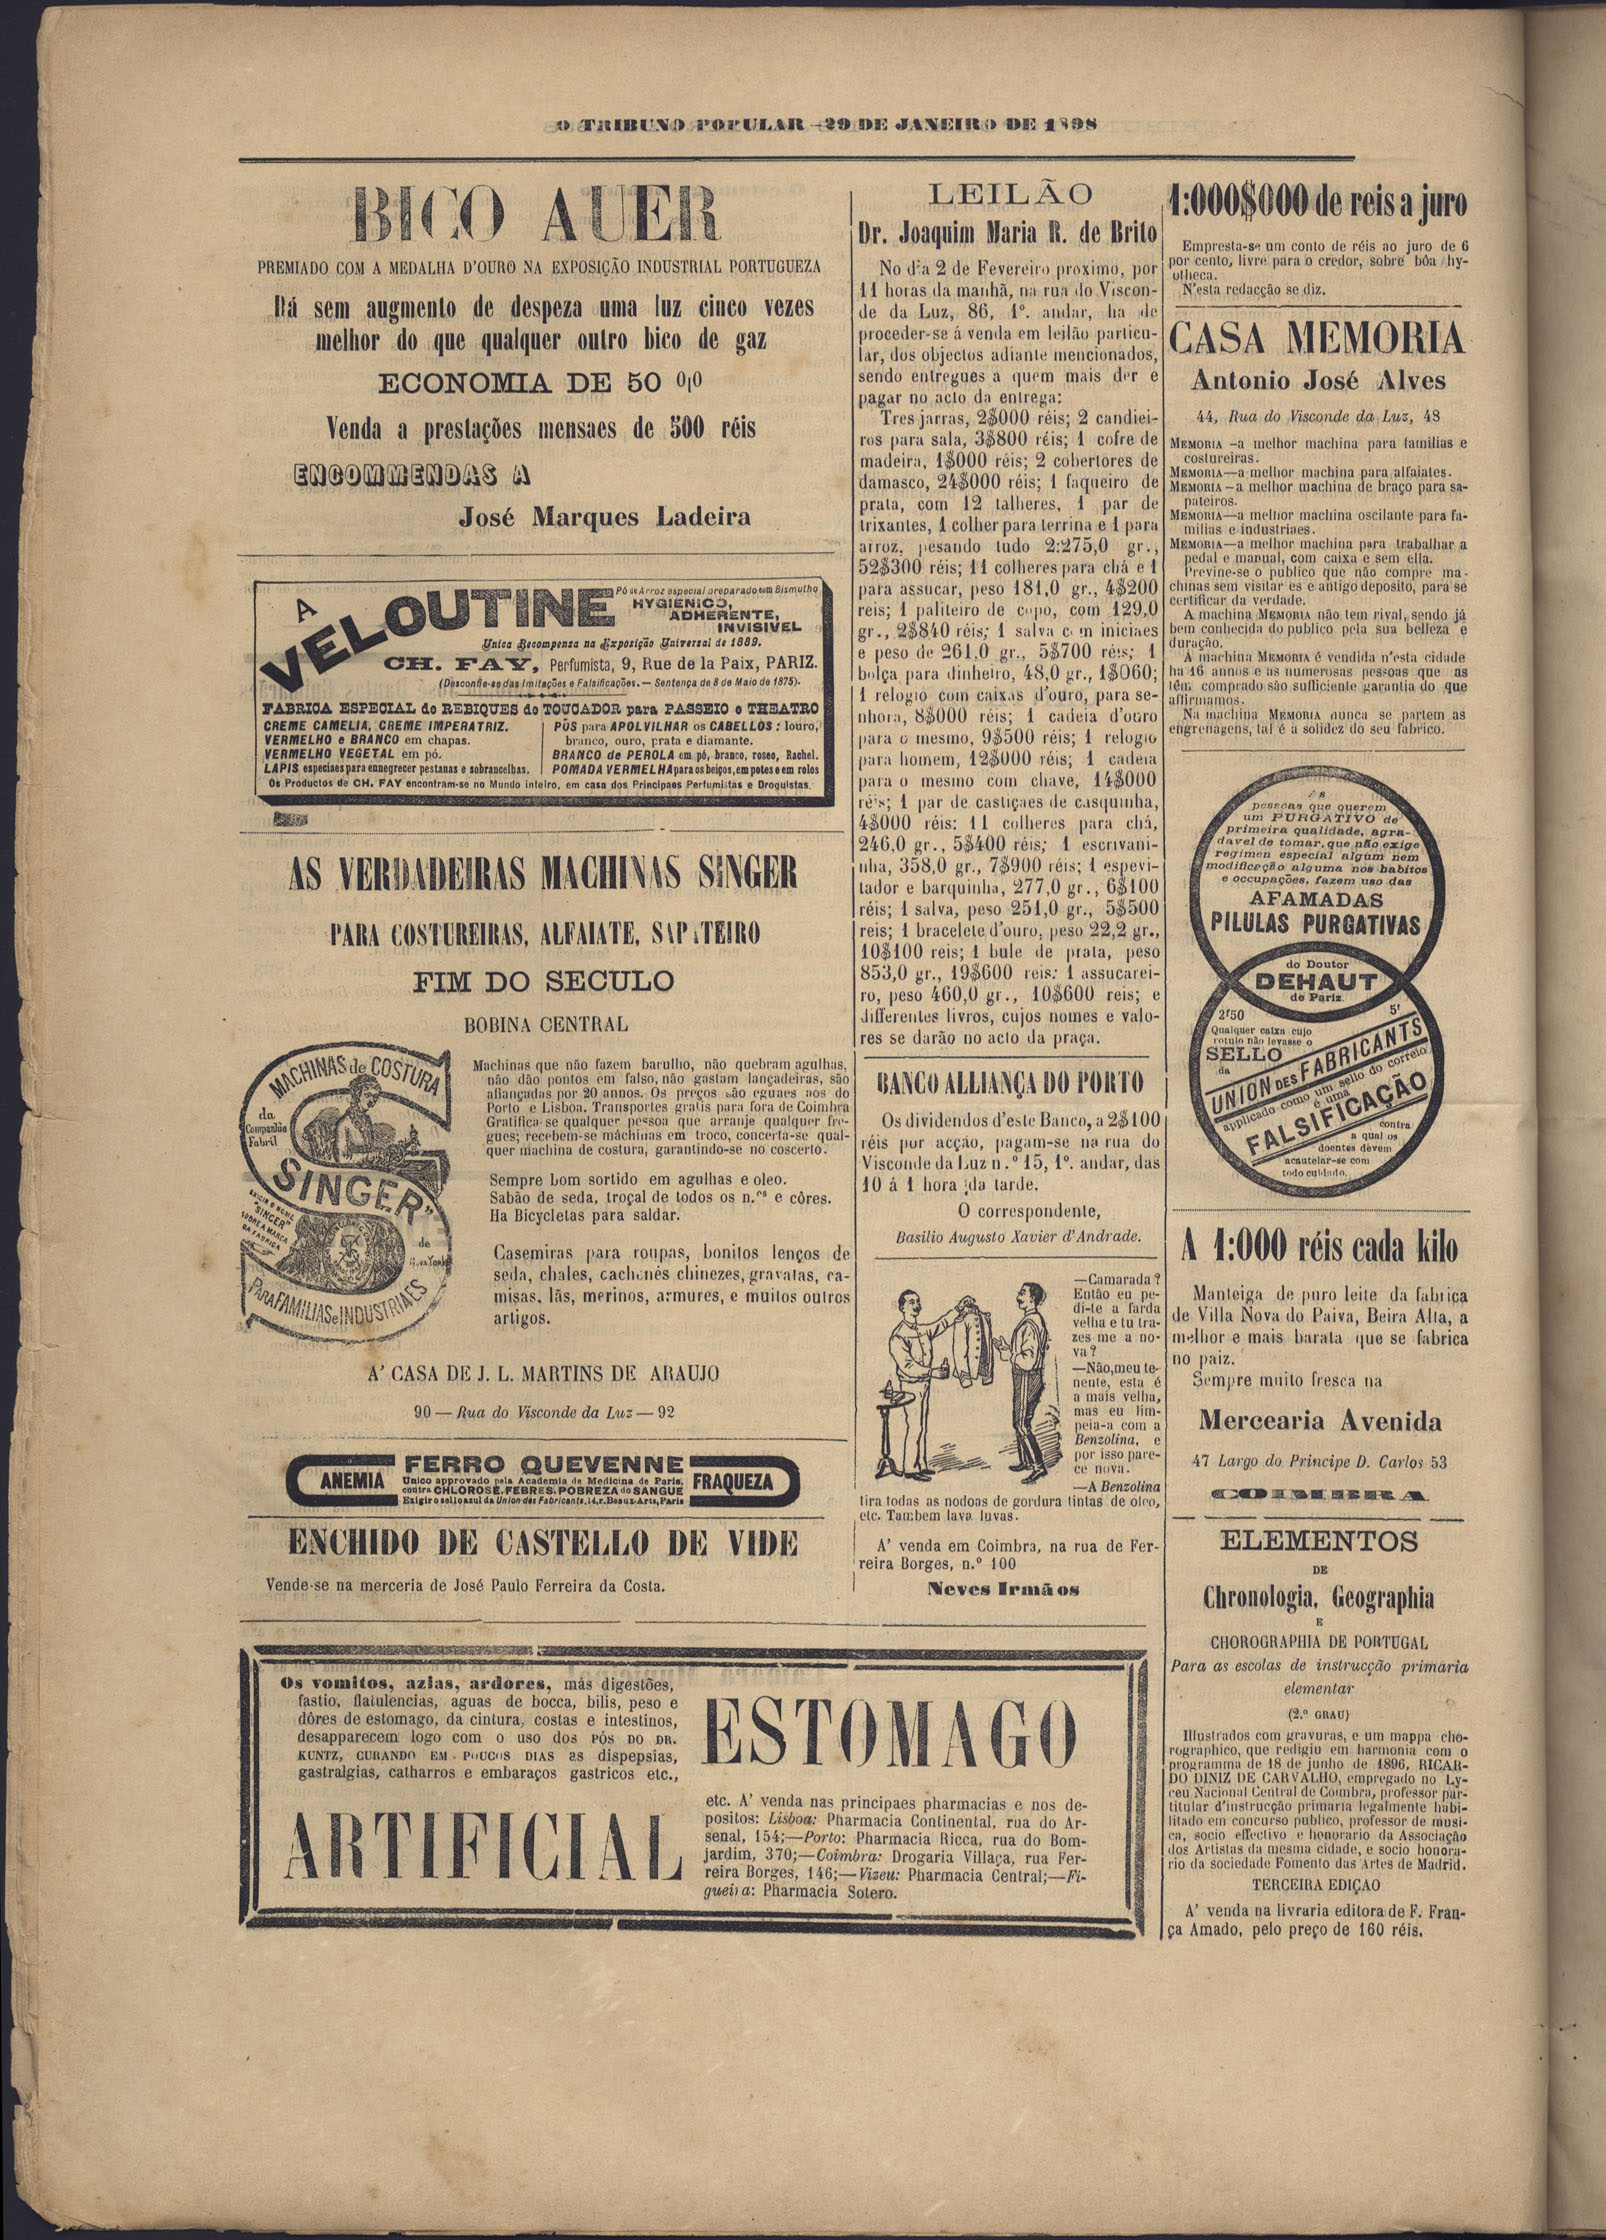 O TRIBUNO POPULAR—29 DE JANEIRO DE 1898
BICO AUER
PREMIADO COM A MEDALHA D'OURO NA EXPOSIÇÃO INDUSTRIAL PORTUGUEZA
Dá sem augmento de despeza uma luz cinco vezes
melhor do que qualquer outro bico de gaz
ECONOMIA DE 50 0|0
Venda a prestações mensaes de 500 réis
ENCOMMENDAS A
José Marques Ladeira
A
VELOUTINE
Pó de Arroz especial preparado com Bismutho
HYGIENICO,
ADHERENTE,
INVISIVEL
Unica Recompensa na Exposição Universal de 1889.
CH. FAY, Perfumista, 9, Rue de la Paix, PARIZ.
(Desconfie-se das Imitações e Falsificações.—Sentença de 8 de Maio de 1875).
FABRICA ESPECIAL de REBIQUES de TOUCADOR para PASSEIO e THEATRO
CREME CAMELIA, CREME IMPERATRIZ.
VERMELHO e BRANCO em chapas.
VERMELHO VEGETAL em pó.
LAPIS especiaes para ennegrecer pestanas e sobrancelhas.
PÓS para APOLVILHAR os CABELLOS: louro,
branco, ouro, prata e diamante.
BRANCO de PEROLA em pó, branco, roseo, Rachel.
POMADA VERMELHA para os beiços, em potes e em rolos
Os Productos de CH. FAY encontram-se no Mundo inteiro, em casa dos Principaes Perfumistas e Droguistas.
AS VERDADEIRAS MACHINAS SINGER
PARA COSTUREIRAS, ALFAIATE, SAPATEIRO
FIM DO SECULO
BOBINA CENTRAL
MACHINAS de COSTURA
da
Companhia
Fabril
"SINGER"
EXIGIR O NOME
"SINGER"
SOBRE A MARCA
DA FABRICA
de
Nova York
PARA FAMILIAS e INDUSTRIAES
Machinas que não fazem barulho, não quebram agulhas,
não dão pontos em falso, não gastam lançadeiras, são
afiançadas por 20 annos. Os preços são eguaes aos do
Porto e Lisboa. Transportes gratis para fora de Coimbra
Gratifica-se qualquer pessoa que arranje qualquer fre-
gues; recebem-se máchinas em troco, concerta-se qual-
quer machina de costura, garantindo-se no coscerto.
Sempre bom sortido em agulhas e oleo.
Sabão de seda, troçal de todos os n.os e côres.
Ha Bicycletas para saldar.
Casemiras para roupas, bonitos lenços de
seda, chales, cachenés chinezes, gravatas, ca-
misas, lãs, merinos, armures, e muitos outros
artigos.
A' CASA DE J. L. MARTINS DE ARAUJO
90—Rua do Visconde da Luz—92
ANEMIA
FERRO QUEVENNE
Unico approvado pela Academia de Medicina de Paris,
contra CHLOROSE, FEBRES, POBREZA do SANGUE
Exigir o sello azul da Union des Fabricants, 14, r. Beaux-Arts, Paris
FRAQUEZA
ENCHIDO DE CASTELLO DE VIDE
Vende-se na merceria de José Paulo Ferreira da Costa.
Os vomitos, azias, ardores, más digestões,
fastio, flatulencias, aguas de bocca, bilis, peso e
dôres de estomago, da cintura, costas e intestinos,
desapparecem logo com o uso dos PÓS DO DR.
KUNTZ, CURANDO EM POUCOS DIAS as dispepsias,
gastralgias, catharros e embaraços gastricos etc.,
ESTOMAGO
ARTIFICIAL
etc. A' venda nas principaes pharmacias e nos de-
positos: Lisboa: Pharmacia Continental, rua do Ar-
senal, 154;—Porto: Pharmacia Ricca, rua do Bom-
jardim, 370;—Coimbra: Drogaria Villaça, rua Fer-
reira Borges, 146;—Vizeu: Pharmacia Central;—Fi-
gueira: Pharmacia Sotero.
LEILÃO
Dr. Joaquim Maria R. de Brito
No dia 2 de Fevereiro proximo, por
11 horas da manhã, na rua do Viscon-
de da Luz, 86, 1º. andar, ha de
proceder-se á venda em leilão particu-
lar, dos objectos adiante mencionados,
sendo entregues a quem mais der e
pagar no acto da entrega:
Tres jarras, 2$000 réis; 2 candiei-
ros para sala, 3$800 réis; 1 cofre de
madeira, 1$000 réis; 2 cobertores de
damasco, 24$000 réis; 1 faqueiro de
prata, com 12 talheres, 1 par de
trixantes, 1 colher para terrina e 1 para
arroz, pesando tudo 2:275,0 gr.,
52$300 réis; 11 colheres para chá e 1
para assucar, peso 181,0 gr., 4$200
reis; 1 paliteiro de copo, com 129,0
gr., 2$840 réis; 1 salva com iniciaes
e peso de 261,0 gr., 5$700 réis; 1
bolça para dinheiro, 48,0 gr., 1$060;
1 relogio com caixas d'ouro, para se-
nhora, 8$000 réis; 1 cadeia d'ouro
para o mesmo, 9$500 réis; 1 relogio
para homem, 12$000 réis; 1 cadeia
para o mesmo com chave, 14$000
réis; 1 par de castiçaes de casquinha,
4$000 réis; 11 colheres para chá,
246,0 gr., 5$400 réis; 1 escrivani-
nha, 358,0 gr., 7$900 réis; 1 espevi-
tador e barquinha, 277,0 gr., 6$100
réis; 1 salva, peso 251,0 gr., 5$500
reis; 1 bracelete d'ouro, peso 22,2 gr.,
10$100 reis; 1 bule de prata, peso
853,0 gr., 19$600 reis; 1 assucarei-
ro, peso 460,0 gr., 10$600 reis; e
differentes livros, cujos nomes e valo-
res se darão no acto da praça.
BANCO ALLIANÇA DO PORTO
Os dividendos d'este Banco, a 2$100
réis por acção, pagam-se na rua do
Visconde da Luz n.º 15, 1º. andar, das
10 á 1 hora da tarde.
O correspondente,
Basilio Augusto Xavier d'Andrade.
—Camarada?
Então eu pe-
di-te a farda
velha e tu tra-
zes-me a no-
va?
—Não, meu te-
nente, esta é
a mais velha,
mas eu lim-
peia-a com a
Benzolina, e
por isso pare-
ce nova.
—A Benzolina
tira todas as nodoas de gordura tintas de oleo,
etc. Tambem lava luvas.
A' venda em Coimbra, na rua de Fer-
reira Borges, n.º 100
Neves Irmãos
1:000$000 de reis a juro
Empresta-se um conto de réis ao juro de 6
por cento, livre para o credor, sobre bôa hy-
otheca.
N'esta redacção se diz.
CASA MEMORIA
Antonio José Alves
44, Rua do Visconde da Luz, 48
MEMORIA—a melhor machina para familias e
costureiras.
MEMORIA—a melhor machina para alfaiates.
MEMORIA—a melhor machina de braço para sa-
pateiros.
MEMORIA—a melhor machina oscilante para fa-
milias e industriaes.
MEMORIA—a melhor machina para trabalhar a
pedal e manual, com caixa e sem ella.
Previne-se o publico que não compre ma-
chinas sem visitar es e antigo deposito, para se
certificar da verdade.
A machina MEMORIA não tem rival, sendo já
bem conhecida do publico pela sua belleza e
duração.
A machina MEMORIA é vendida n'esta cidade
ha 16 annos e as numerosas pessoas que as
têm comprado são sufficiente garantia do que
affirmamos.
Na machina MEMORIA nunca se partem as
engrenagens, tal é a solidez do seu fabrico.
As
pessoas que querem
um PURGATIVO de
primeira qualidade, agra-
davel de tomar, que não exige
regimen especial algum nem
modificação alguma nos habitos
e occupações, fazem uso das
AFAMADAS
PILULAS PURGATIVAS
do Doutor
DEHAUT
de Pariz.
2f50
5f
Qualquer caixa cujo
rotulo não levasse o
SELLO
da
UNION DES FABRICANTS
applicado como um sello do correio
é uma
FALSIFICAÇÃO
contra
a qual os
doentes devem
acautelar-se com
todo cuidado.
A 1:000 réis cada kilo
Manteiga de puro leite da fabrica
de Villa Nova do Paiva, Beira Alta, a
melhor e mais barata que se fabrica
no paiz.
Sempre muito fresca na
Mercearia Avenida
47 Largo do Principe D. Carlos 53
COIMBRA
ELEMENTOS
DE
Chronologia, Geographia
E
CHOROGRAPHIA DE PORTUGAL
Para as escolas de instrucção primaria
elementar
(2.º GRAU)
Illustrados com gravuras, e um mappa cho-
rographico, que redigiu em harmonia com o
programma de 18 de junho de 1896, RICAR-
DO DINIZ DE CARVALHO, empregado no Ly-
ceu Nacional Central de Coimbra, professor par-
titular d'instrucção primaria legalmente habi-
litado em concurso publico, professor de musi-
ca, socio effectivo e honorario da Associação
dos Artistas da mesma cidade, e socio honora-
rio da sociedade Fomento das Artes de Madrid.
TERCEIRA EDIÇAO
A' venda na livraria editora de F. Fran-
ça Amado, pelo preço de 160 réis.